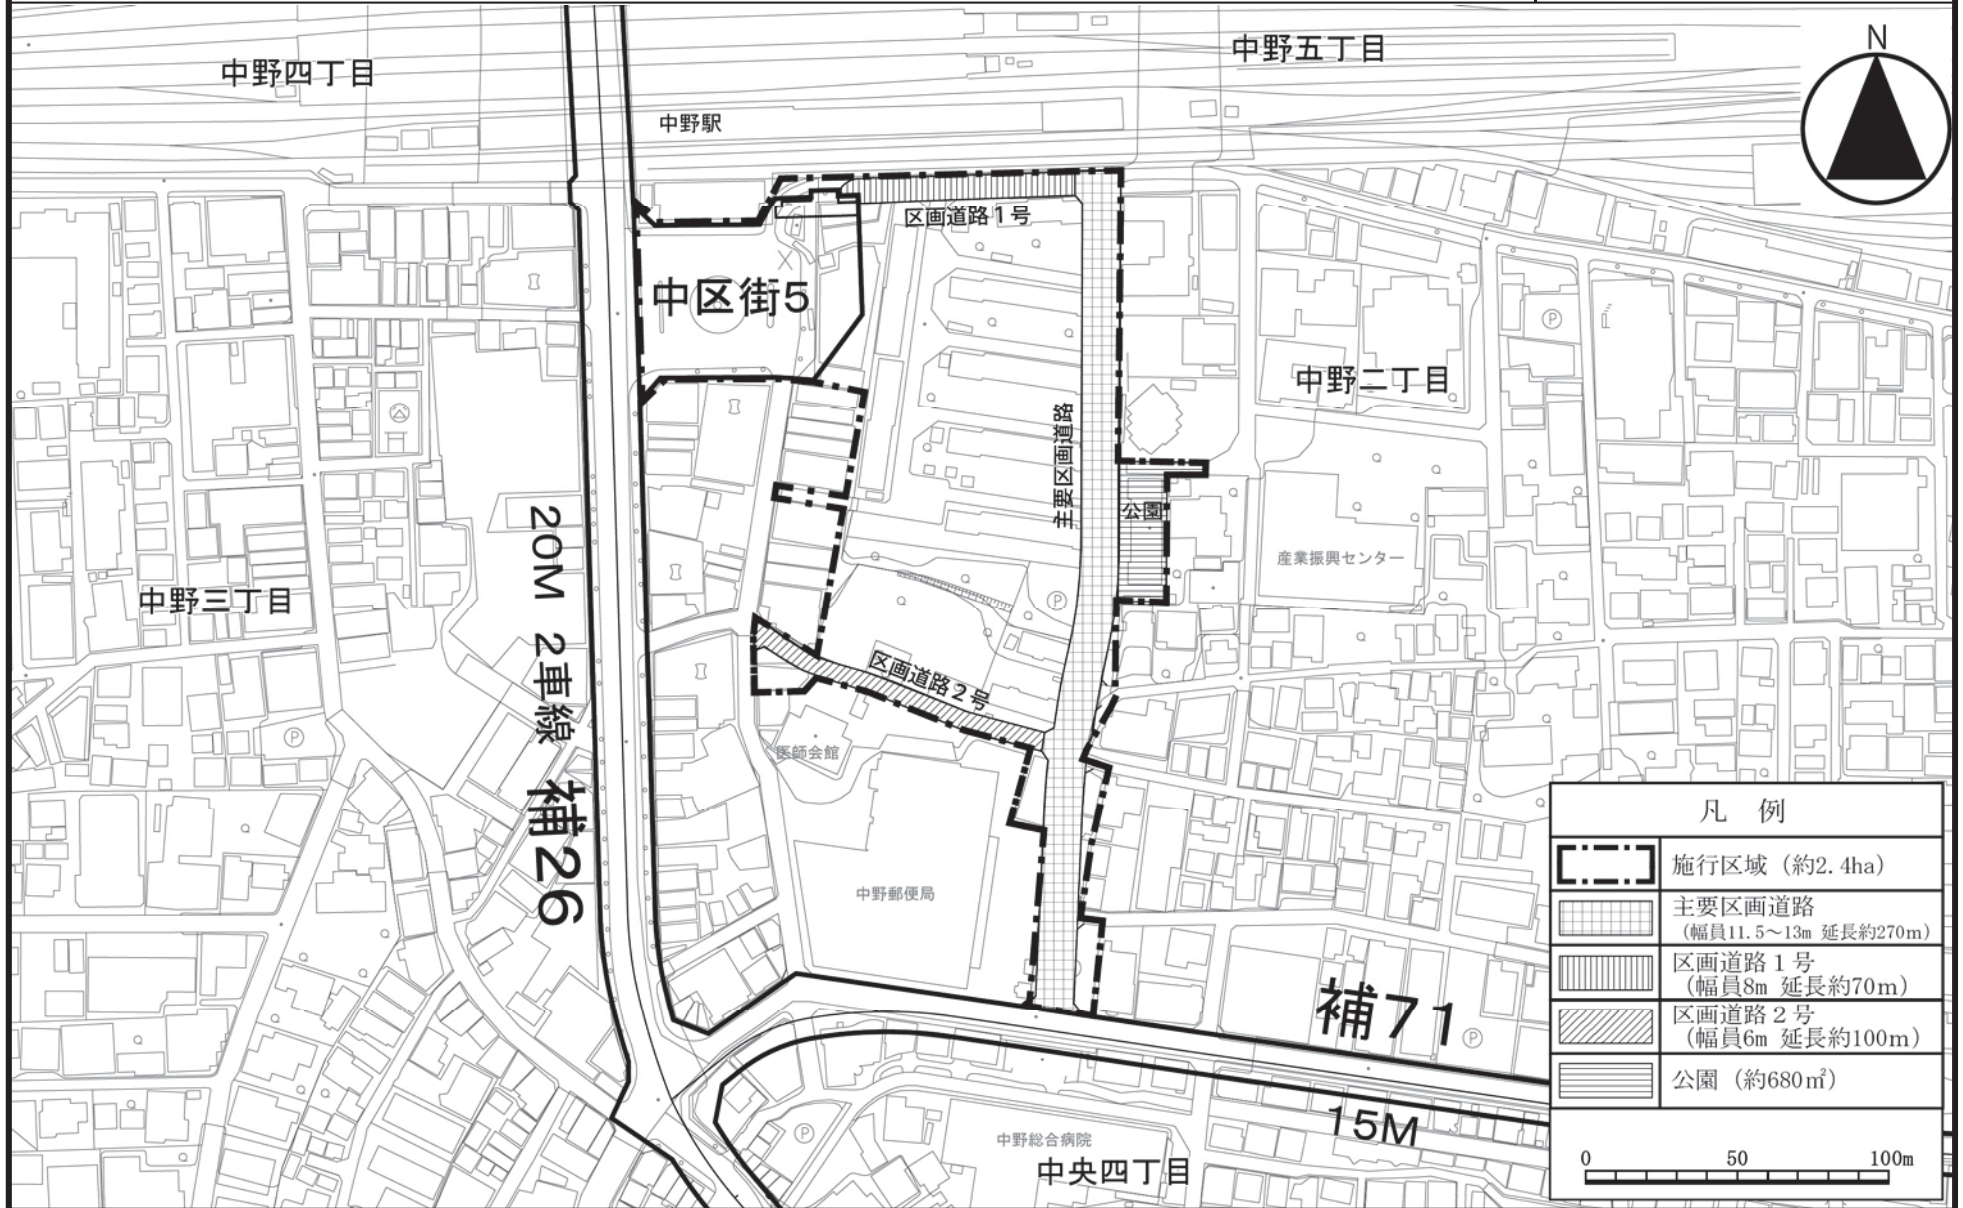 中野四丁目
中野五丁目
N
中野駅
区画道路1号
中区街5
中野二丁目
主要区画道路
公園
P
産業振興センター
20M 2車線
中野三丁目
P
区画道路2号
P
医師会館
補26
中野郵便局
補71
P
15M
P
中野総合病院
中央四丁目
凡 例
施行区域 (約2.4ha)
主要区画道路
(幅員11.5~13m 延長約270m)
区画道路1号
(幅員8m 延長約70m)
区画道路2号
(幅員6m 延長約100m)
公園 (約680㎡)
0 50 100m